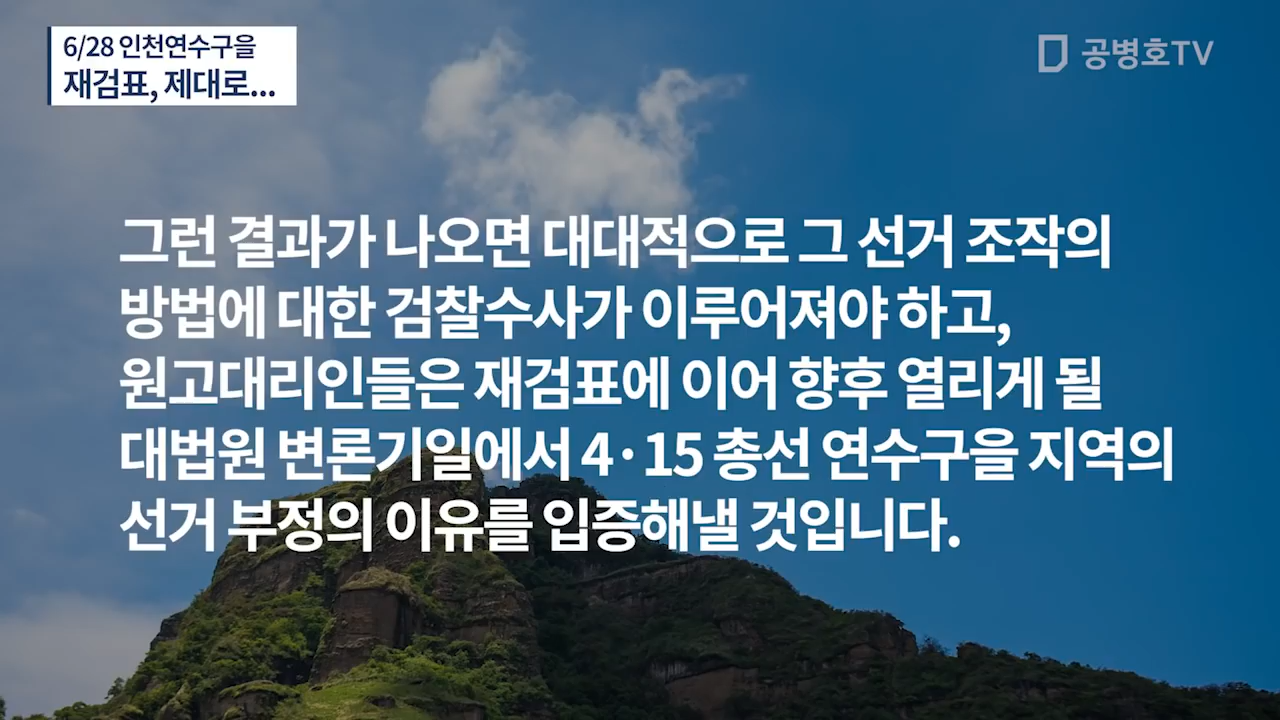 6/28 인천연수구을
재검표, 제대로...
공병호TV
그런 결과가 나오면 대대적으로 그 선거 조작의
방법에 대한 검찰수사가 이루어져야 하고,
원고대리인들은 재검표에 이어 향후 열리게 될
대법원 변론기일에서 4·15 총선 연수구을 지역의
선거 부정의 이유를 입증해낼 것입니다.